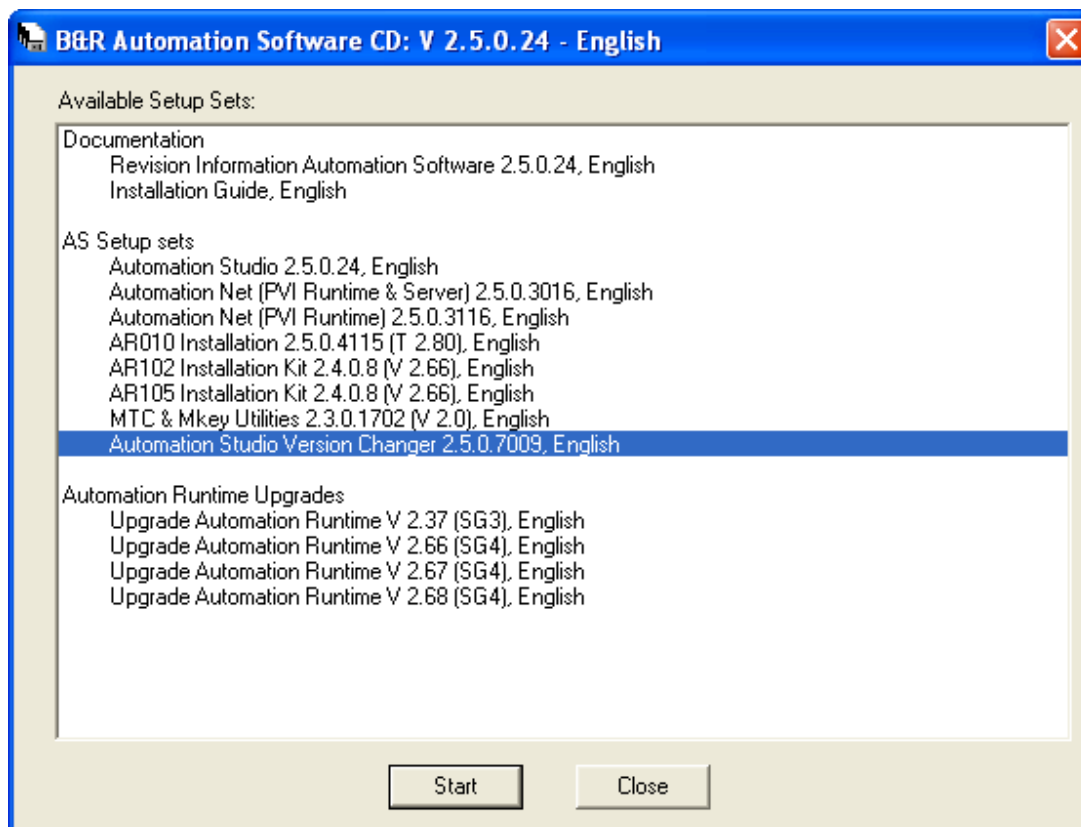 B&R Automation Software CD: V 2.5.0.24 - English
Available Setup Sets:
Documentation
Revision Information Automation Software 2.5.0.24, English
Installation Guide, English
AS Setup sets
Automation Studio 2.5.0.24, English
Automation Net (PVI Runtime & Server) 2.5.0.3016, English
Automation Net (PVI Runtime) 2.5.0.3116, English
AR010 Installation 2.5.0.4115 (T 2.80), English
AR102 Installation Kit 2.4.0.8 (V 2.66), English
AR105 Installation Kit 2.4.0.8 (V 2.66), English
MTC & Mkey Utilities 2.3.0.1702 (V 2.0), English
Automation Studio Version Changer 2.5.0.7009, English
Automation Runtime Upgrades
Upgrade Automation Runtime V 2.37 (SG3), English
Upgrade Automation Runtime V 2.66 (SG4), English
Upgrade Automation Runtime V 2.67 (SG4), English
Upgrade Automation Runtime V 2.68 (SG4), English
Start Close